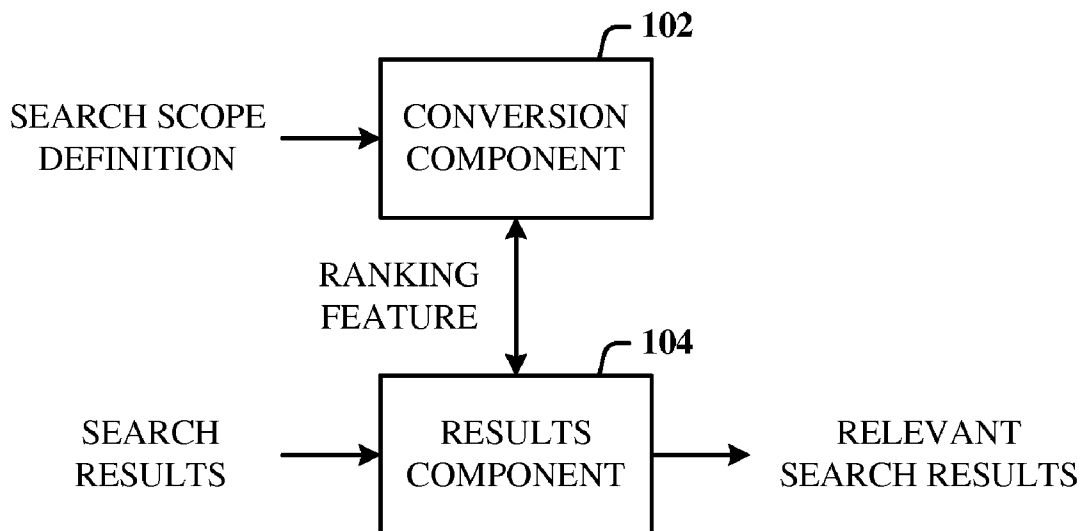 102
SEARCH SCOPE
DEFINITION
CONVERSION
COMPONENT
RANKING
FEATURE
104
SEARCH
RESULTS
RESULTS
COMPONENT
RELEVANT
SEARCH RESULTS